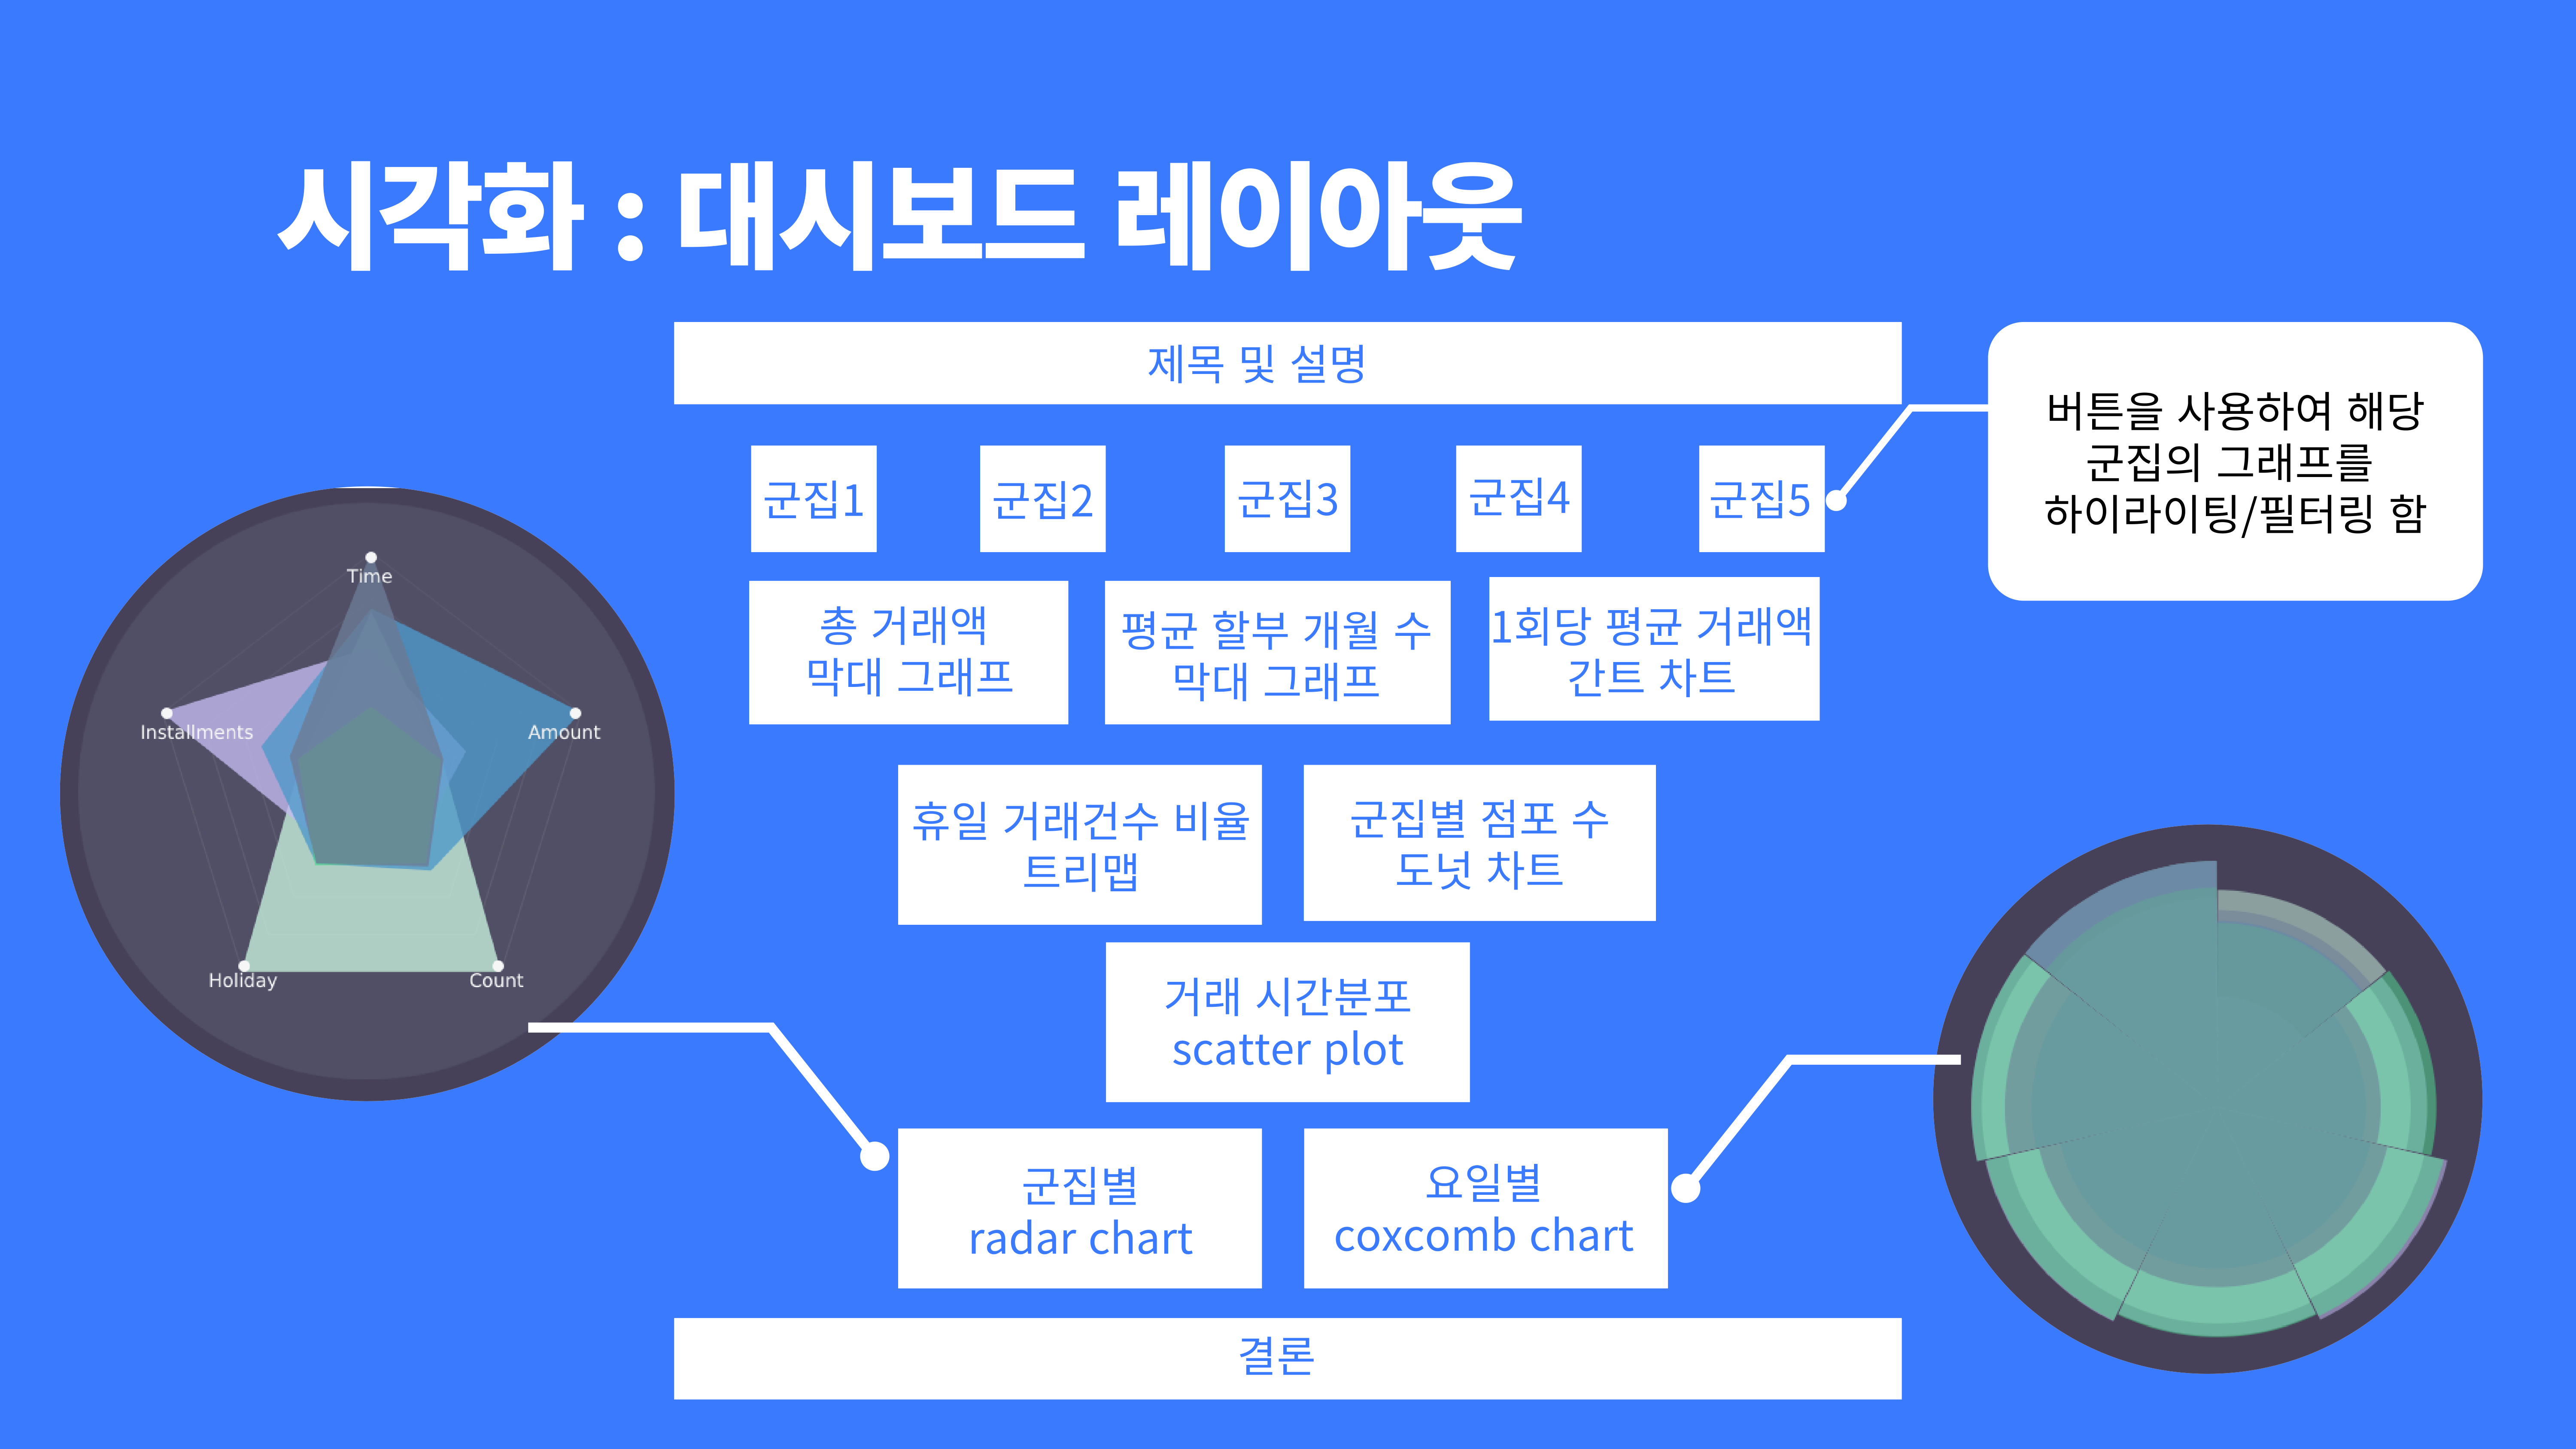 시각화 : 대시보드 레이아웃
제목 및 설명
버튼을 사용하여 해당
군집의 그래프를
하이라이팅/필터링 함
군집1
군집2
군집3
군집4
군집5
총 거래액
막대 그래프
평균 할부 개월 수
막대 그래프
1회당 평균 거래액
간트 차트
Time
Installments
Amount
Holiday
Count
휴일 거래건수 비율
트리맵
군집별 점포 수
도넛 차트
거래 시간분포
scatter plot
군집별
radar chart
요일별
coxcomb chart
결론